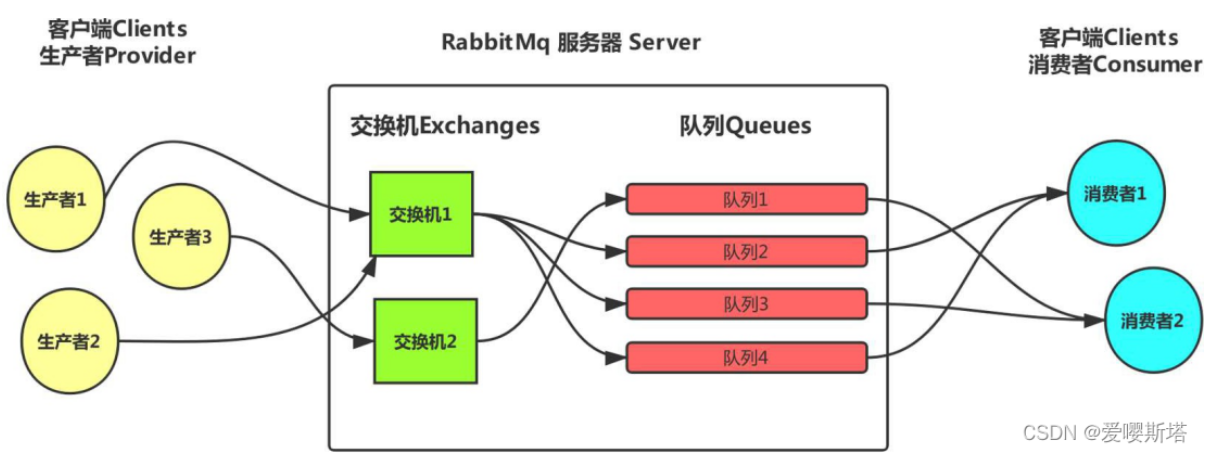 客户端Clients
生产者Provider
RabbitMq 服务器 Server
客户端Clients
消费者Consumer
交换机Exchanges
队列Queues
生产者1
生产者3
生产者2
交换机1
交换机2
队列1
队列2
队列3
队列4
消费者1
消费者2
CSDN @爱嘤斯塔